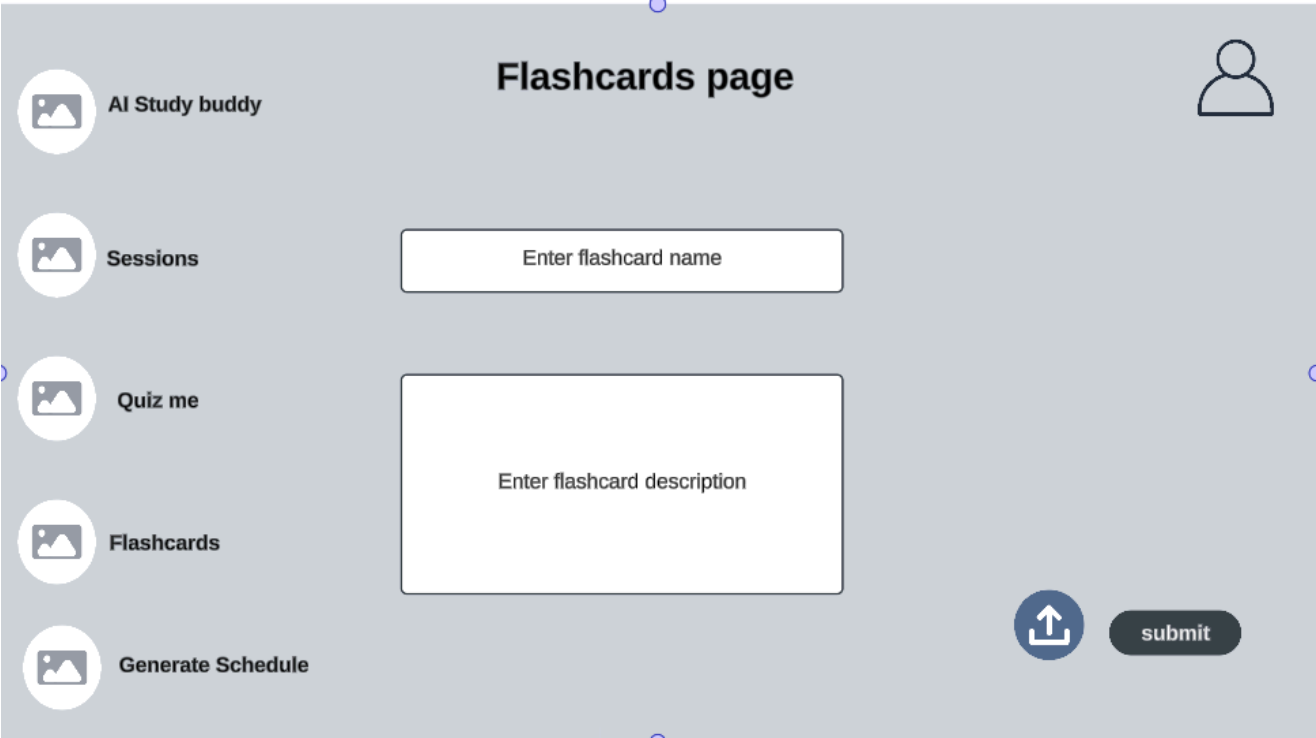 Flashcards page
AI Study buddy
Sessions
Enter flashcard name
Quiz me
Enter flashcard description
Flashcards
submit
Generate Schedule